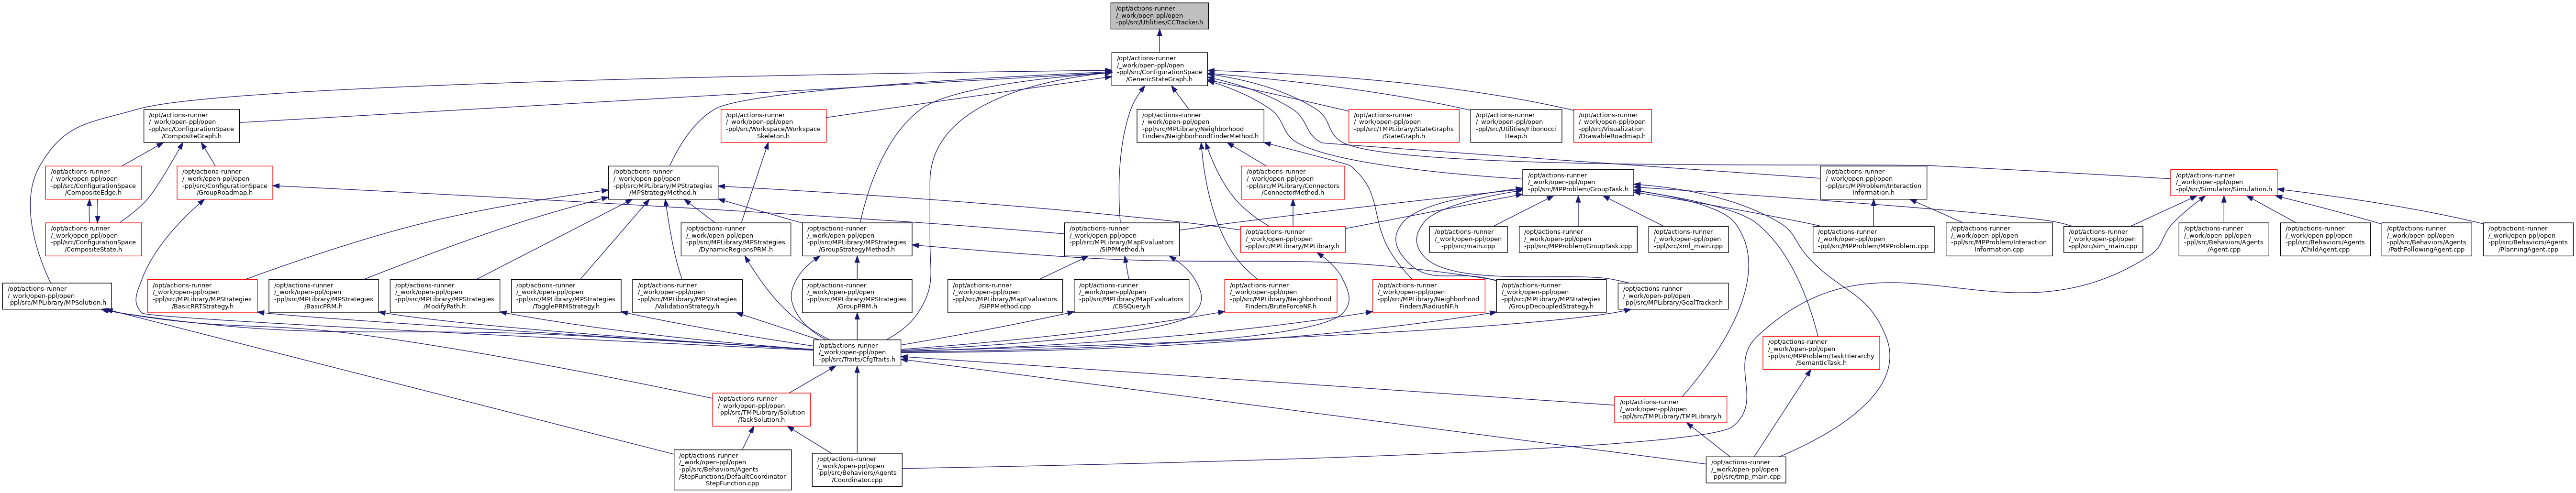 /opt/actions-runner
/_work/open-ppl/open
-ppl/src/Utilities/CCTracker.h
/opt/actions-runner
/_work/open-ppl/open
-ppl/src/ConfigurationSpace
/GenericStateGraph.h
/opt/actions-runner
/_work/open-ppl/open
-ppl/src/ConfigurationSpace
/CompositeGraph.h
/opt/actions-runner
/_work/open-ppl/open
-ppl/src/Workspace/Workspace
Skeleton.h
/opt/actions-runner
/_work/open-ppl/open
-ppl/src/MPLibrary/Neighborhood
Finders/NeighborhoodFinderMethod.h
/opt/actions-runner
/_work/open-ppl/open
-ppl/src/TMPLibrary/StateGraphs
/StateGraph.h
/opt/actions-runner
/_work/open-ppl/open
-ppl/src/Utilities/Fibonocci
Heap.h
/opt/actions-runner
/_work/open-ppl/open
-ppl/src/Visualization
/DrawableRoadmap.h
/opt/actions-runner
/_work/open-ppl/open
-ppl/src/ConfigurationSpace
/CompositeEdge.h
/opt/actions-runner
/_work/open-ppl/open
-ppl/src/ConfigurationSpace
/GroupRoadmap.h
/opt/actions-runner
/_work/open-ppl/open
-ppl/src/MPLibrary/MPStrategies
/MPStrategyMethod.h
/opt/actions-runner
/_work/open-ppl/open
-ppl/src/MPLibrary/Connectors
/ConnectorMethod.h
/opt/actions-runner
/_work/open-ppl/open
-ppl/src/MPProblem/GroupTask.h
/opt/actions-runner
/_work/open-ppl/open
-ppl/src/MPProblem/Interaction
Information.h
/opt/actions-runner
/_work/open-ppl/open
-ppl/src/Simulator/Simulation.h
/opt/actions-runner
/_work/open-ppl/open
-ppl/src/ConfigurationSpace
/CompositeState.h
/opt/actions-runner
/_work/open-ppl/open
-ppl/src/MPLibrary/MPStrategies
/DynamicRegionsPRM.h
/opt/actions-runner
/_work/open-ppl/open
-ppl/src/MPLibrary/MPStrategies
/GroupStrategyMethod.h
/opt/actions-runner
/_work/open-ppl/open
-ppl/src/MPLibrary/MapEvaluators
/SIPPMethod.h
/opt/actions-runner
/_work/open-ppl/open
-ppl/src/MPLibrary/MPLibrary.h
/opt/actions-runner
/_work/open-ppl/open
-ppl/src/main.cpp
/opt/actions-runner
/_work/open-ppl/open
-ppl/src/MPProblem/GroupTask.cpp
/opt/actions-runner
/_work/open-ppl/open
-ppl/src/xml_main.cpp
/opt/actions-runner
/_work/open-ppl/open
-ppl/src/MPProblem/MPProblem.cpp
/opt/actions-runner
/_work/open-ppl/open
-ppl/src/MPProblem/Interaction
Information.cpp
/opt/actions-runner
/_work/open-ppl/open
-ppl/src/sim_main.cpp
/opt/actions-runner
/_work/open-ppl/open
-ppl/src/Behaviors/Agents
/Agent.cpp
/opt/actions-runner
/_work/open-ppl/open
-ppl/src/Behaviors/Agents
/ChildAgent.cpp
/opt/actions-runner
/_work/open-ppl/open
-ppl/src/Behaviors/Agents
/PathFollowingAgent.cpp
/opt/actions-runner
/_work/open-ppl/open
-ppl/src/Behaviors/Agents
/PlanningAgent.cpp
/opt/actions-runner
/_work/open-ppl/open
-ppl/src/MPLibrary/MPSolution.h
/opt/actions-runner
/_work/open-ppl/open
-ppl/src/MPLibrary/MPStrategies
/BasicRRTStrategy.h
/opt/actions-runner
/_work/open-ppl/open
-ppl/src/MPLibrary/MPStrategies
/BasicPRM.h
/opt/actions-runner
/_work/open-ppl/open
-ppl/src/MPLibrary/MPStrategies
/ModifyPath.h
/opt/actions-runner
/_work/open-ppl/open
-ppl/src/MPLibrary/MPStrategies
/TogglePRMStrategy.h
/opt/actions-runner
/_work/open-ppl/open
-ppl/src/MPLibrary/MPStrategies
/ValidationStrategy.h
/opt/actions-runner
/_work/open-ppl/open
-ppl/src/MPLibrary/MPStrategies
/GroupPRM.h
/opt/actions-runner
/_work/open-ppl/open
-ppl/src/MPLibrary/MapEvaluators
/SIPPMethod.cpp
/opt/actions-runner
/_work/open-ppl/open
-ppl/src/MPLibrary/MapEvaluators
/CBSQuery.h
/opt/actions-runner
/_work/open-ppl/open
-ppl/src/MPLibrary/Neighborhood
Finders/BruteForceNF.h
/opt/actions-runner
/_work/open-ppl/open
-ppl/src/MPLibrary/Neighborhood
Finders/RadiusNF.h
/opt/actions-runner
/_work/open-ppl/open
-ppl/src/MPLibrary/MPStrategies
/GroupDecoupledStrategy.h
/opt/actions-runner
/_work/open-ppl/open
-ppl/src/MPLibrary/GoalTracker.h
/opt/actions-runner
/_work/open-ppl/open
-ppl/src/Traits/CfgTraits.h
/opt/actions-runner
/_work/open-ppl/open
-ppl/src/MPProblem/TaskHierarchy
/SemanticTask.h
/opt/actions-runner
/_work/open-ppl/open
-ppl/src/TMPLibrary/Solution
/TaskSolution.h
/opt/actions-runner
/_work/open-ppl/open
-ppl/src/TMPLibrary/TMPLibrary.h
/opt/actions-runner
/_work/open-ppl/open
-ppl/src/Behaviors/Agents
/StepFunctions/DefaultCoordinator
StepFunction.cpp
/opt/actions-runner
/_work/open-ppl/open
-ppl/src/Behaviors/Agents
/Coordinator.cpp
/opt/actions-runner
/_work/open-ppl/open
-ppl/src/tmp_main.cpp